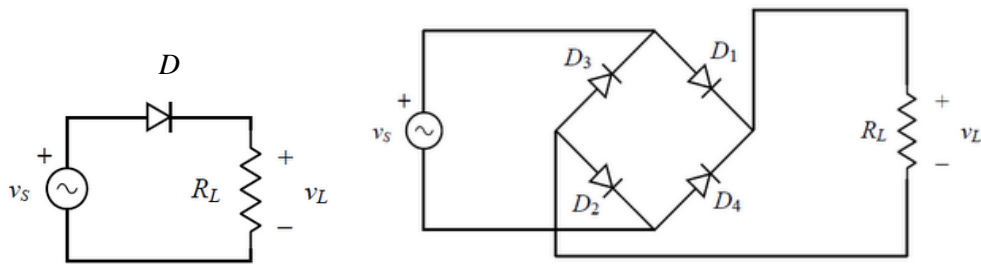 D
+
v_S
R_L
+
v_L
−
+
v_S
D_3
D_1
D_2
D_4
R_L
+
v_L
−